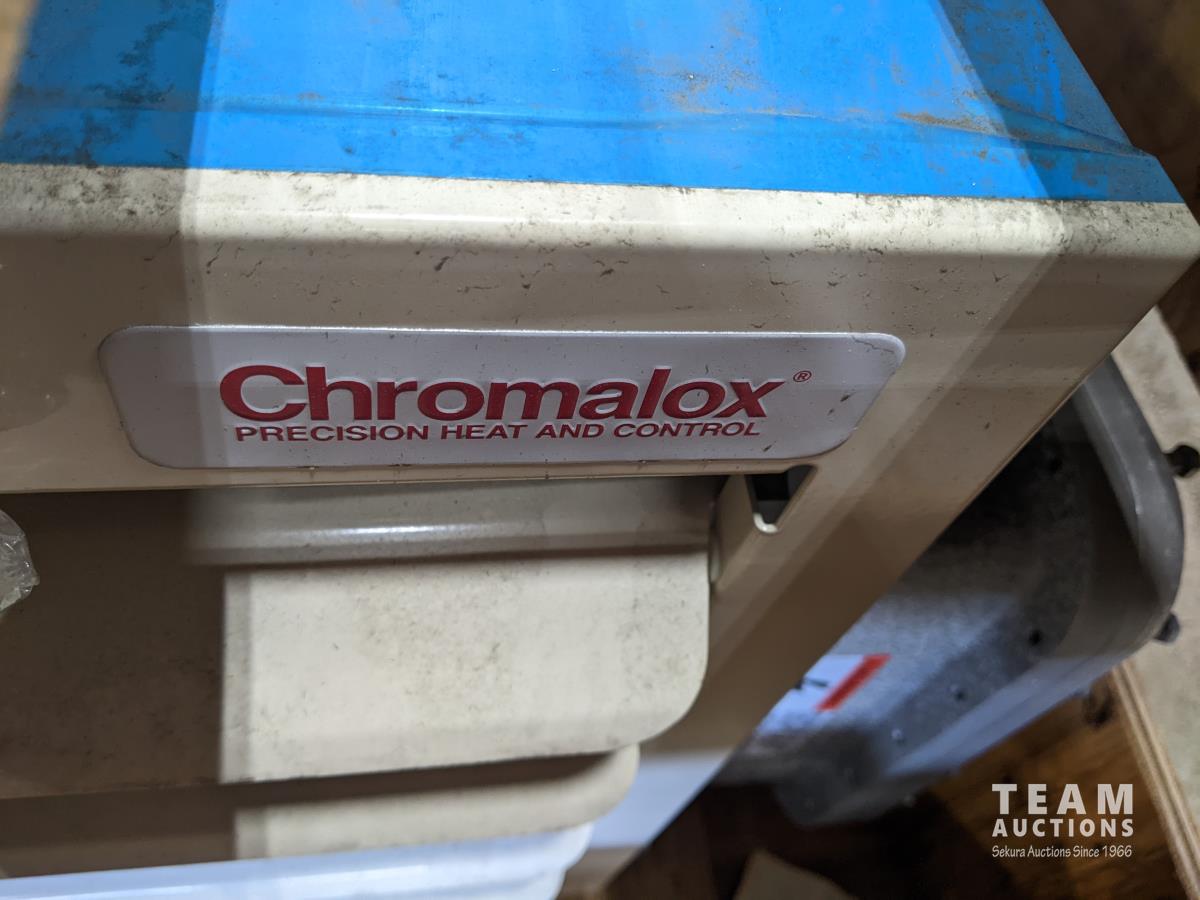 Chromalox®
PRECISION HEAT AND CONTROL
TEAM
AUCTIONS
Sekura Auctions Since 1966